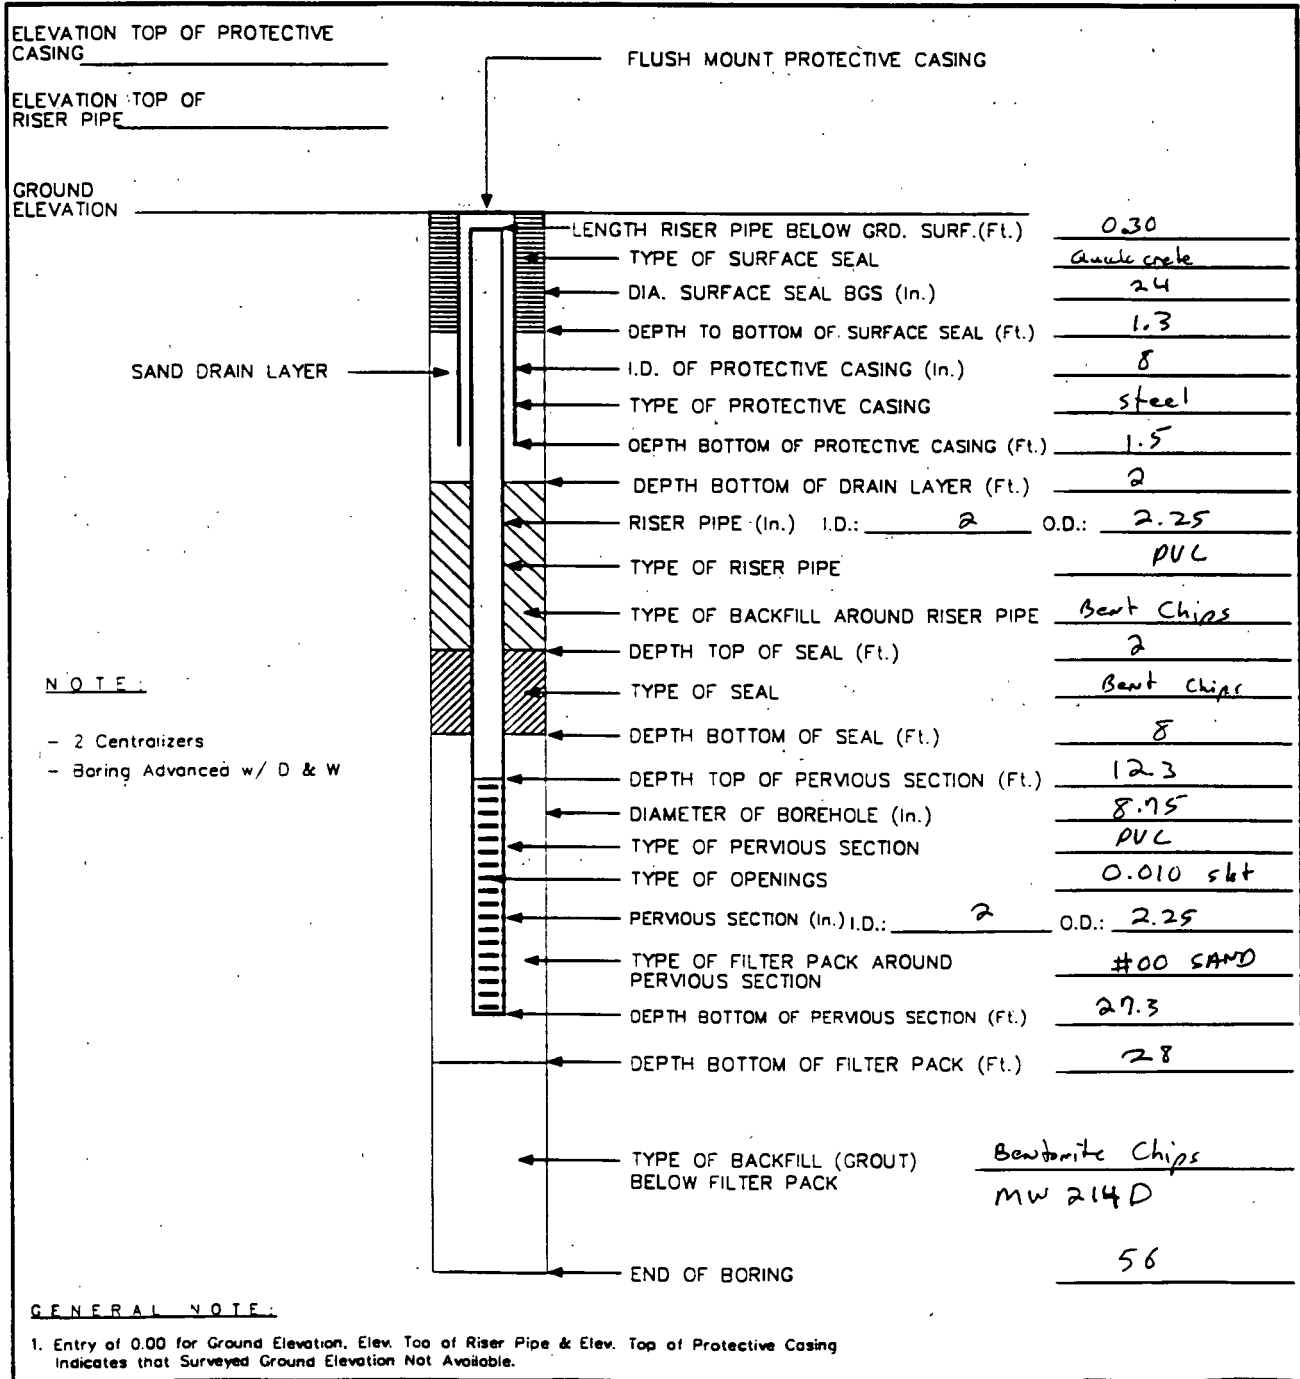 ELEVATION TOP OF PROTECTIVE
CASING
FLUSH MOUNT PROTECTIVE CASING
ELEVATION TOP OF
RISER PIPE
GROUND
ELEVATION
LENGTH RISER PIPE BELOW GRD. SURF.(Ft.) 0.30
TYPE OF SURFACE SEAL Quickcrete
DIA. SURFACE SEAL BGS (In.) 24
DEPTH TO BOTTOM OF SURFACE SEAL (Ft.) 1.3
SAND DRAIN LAYER
I.D. OF PROTECTIVE CASING (In.) 8
TYPE OF PROTECTIVE CASING steel
DEPTH BOTTOM OF PROTECTIVE CASING (Ft.) 1.5
DEPTH BOTTOM OF DRAIN LAYER (Ft.) 2
RISER PIPE (In.) I.D.: 2 O.D.: 2.25
TYPE OF RISER PIPE PVC
TYPE OF BACKFILL AROUND RISER PIPE Bent Chips
DEPTH TOP OF SEAL (Ft.) 2
NOTE:
TYPE OF SEAL Bent Chips
DEPTH BOTTOM OF SEAL (Ft.) 8
- 2 Centralizers
- Boring Advanced w/ D & W
DEPTH TOP OF PERVIOUS SECTION (Ft.) 12.3
DIAMETER OF BOREHOLE (In.) 8.75
TYPE OF PERVIOUS SECTION PVC
TYPE OF OPENINGS 0.010 slot
PERVIOUS SECTION (In.) I.D.: 2 O.D.: 2.25
TYPE OF FILTER PACK AROUND #00 SAND
PERVIOUS SECTION
DEPTH BOTTOM OF PERVIOUS SECTION (Ft.) 27.3
DEPTH BOTTOM OF FILTER PACK (Ft.) 28
TYPE OF BACKFILL (GROUT) Bentonite Chips
BELOW FILTER PACK
MW 214D
END OF BORING 56
GENERAL NOTE:
1. Entry of 0.00 for Ground Elevation, Elev. Top of Riser Pipe & Elev. Top of Protective Casing
Indicates that Surveyed Ground Elevation Not Available.